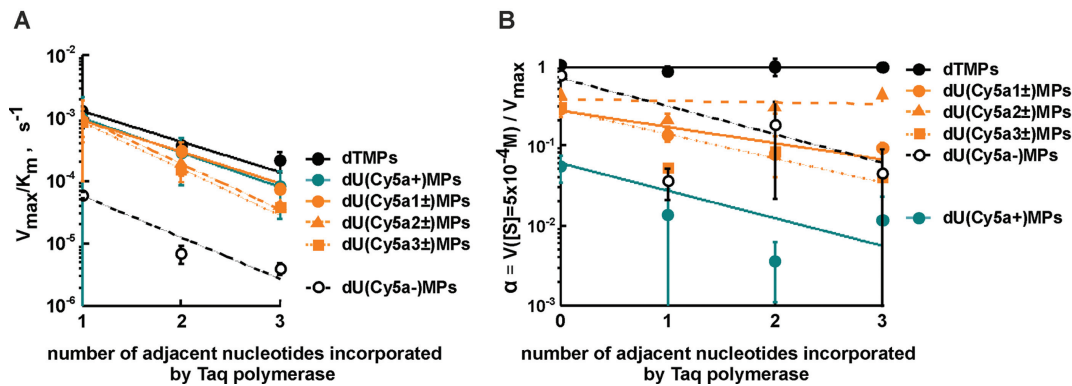 A
Vmax/Km, s-1
10-2
10-3
10-4
10-5
10-6
1
2
3
number of adjacent nucleotides incorporated
by Taq polymerase
dTMPs
dU(Cy5a+)MPs
dU(Cy5a1±)MPs
dU(Cy5a2±)MPs
dU(Cy5a3±)MPs
dU(Cy5a-)MPs
B
α = V([S]=5x10-4M) / Vmax
1
10-1
10-2
10-3
0
1
2
3
number of adjacent nucleotides incorporated
by Taq polymerase
dTMPs
dU(Cy5a1±)MPs
dU(Cy5a2±)MPs
dU(Cy5a3±)MPs
dU(Cy5a-)MPs
dU(Cy5a+)MPs